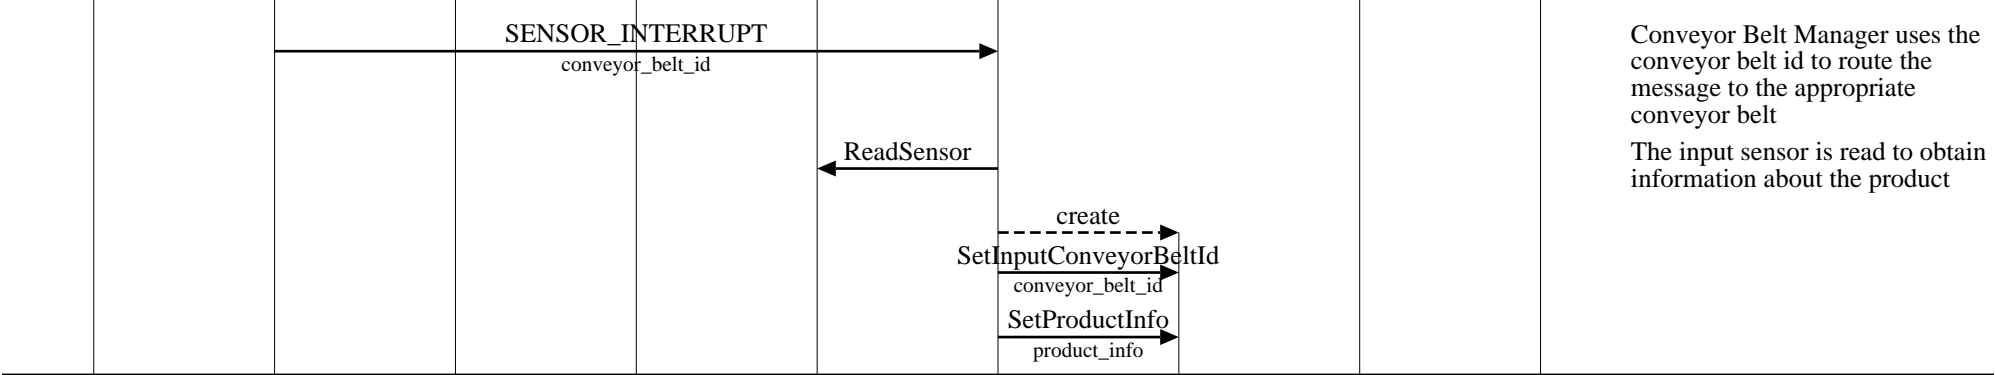 SENSOR_INTERRUPT
conveyor_belt_id
Conveyor Belt Manager uses the
conveyor belt id to route the
message to the appropriate
conveyor belt
ReadSensor
The input sensor is read to obtain
information about the product
create
SetInputConveyorBeltId
conveyor_belt_id
SetProductInfo
product_info